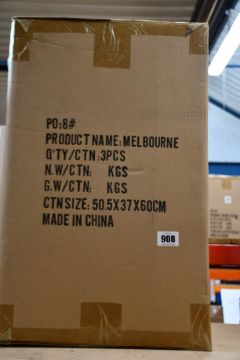 PO:8#
PRODUCT NAME:MELBOURNE
Q'TY/CTN:3PCS
N.W/CTN: KGS
G.W/CTN: KGS
CTN SIZE: 50.5X37X60CM
MADE IN CHINA
908